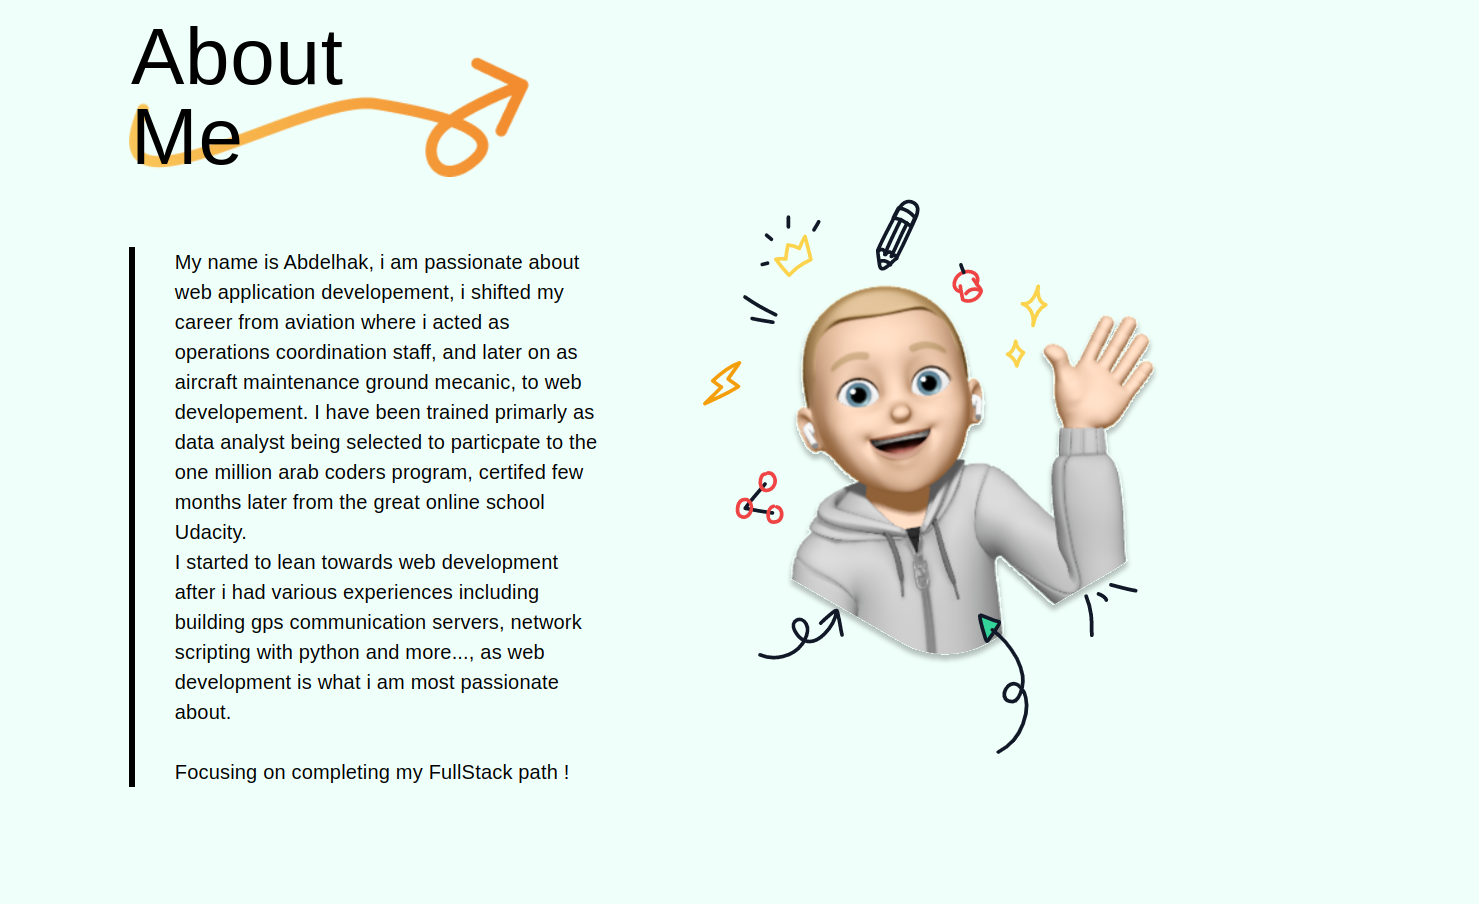 About
Me
My name is Abdelhak, i am passionate about
web application developement, i shifted my
career from aviation where i acted as
operations coordination staff, and later on as
aircraft maintenance ground mecanic, to web
developement. I have been trained primarly as
data analyst being selected to particpate to the
one million arab coders program, certifed few
months later from the great online school
Udacity.
I started to lean towards web development
after i had various experiences including
building gps communication servers, network
scripting with python and more..., as web
development is what i am most passionate
about.
Focusing on completing my FullStack path !